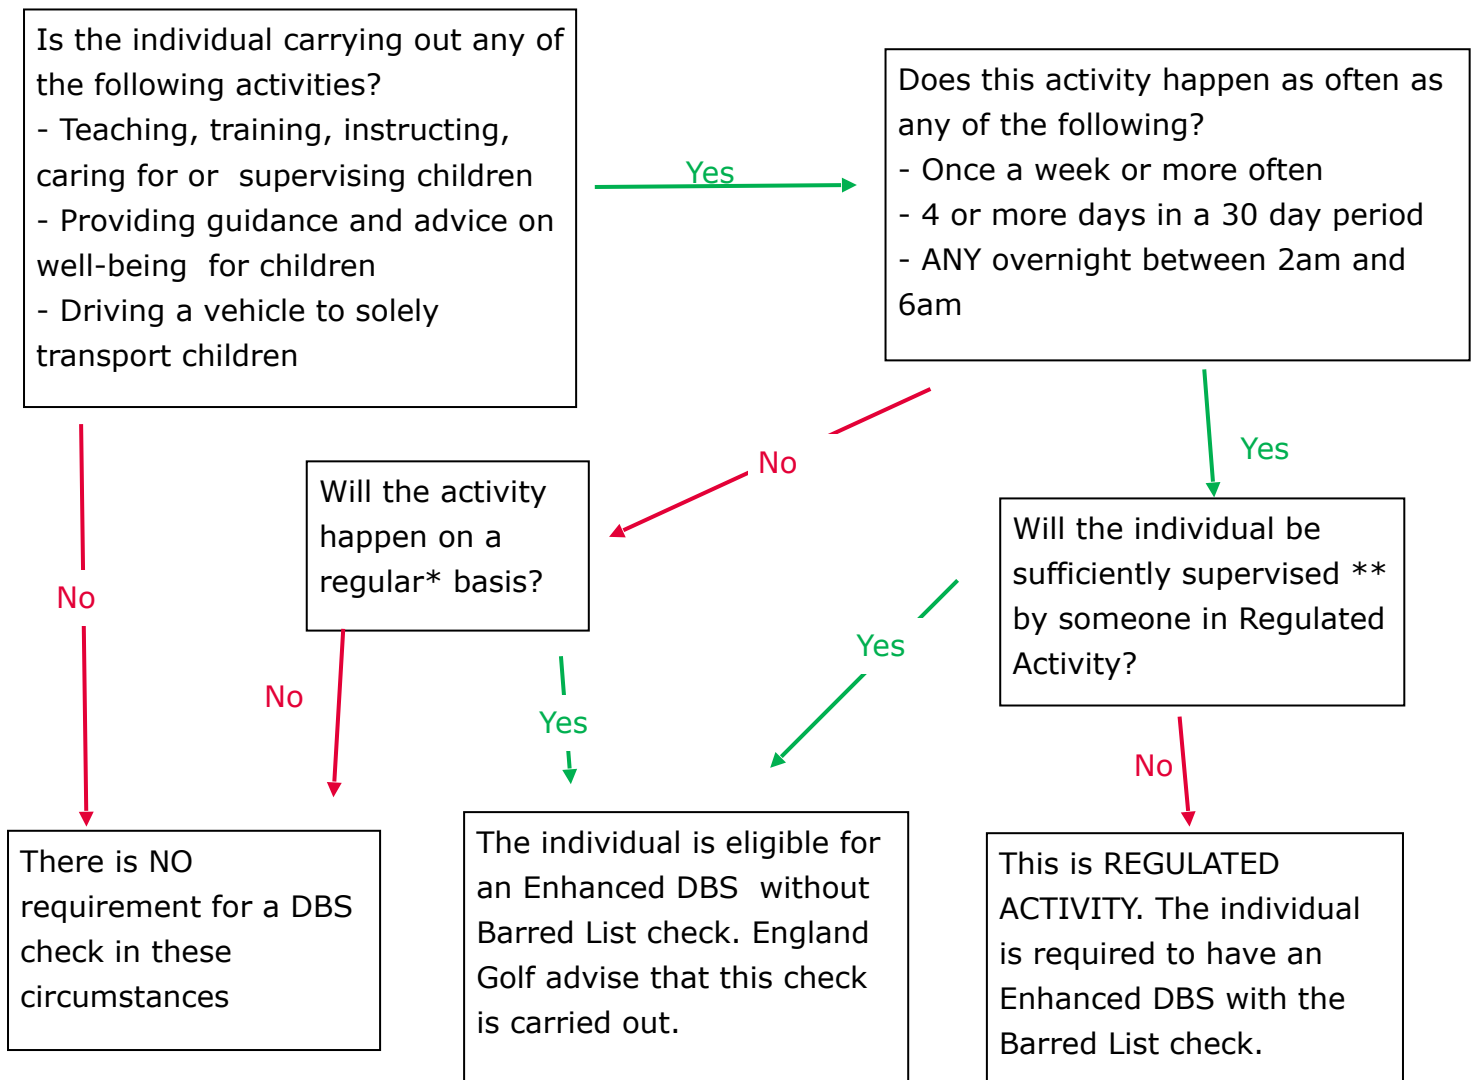 Is the individual carrying out any of
the following activities?
- Teaching, training, instructing,
caring for or  supervising children
- Providing guidance and advice on
well-being  for children
- Driving a vehicle to solely
transport children
Yes
Does this activity happen as often as
any of the following?
- Once a week or more often
- 4 or more days in a 30 day period
- ANY overnight between 2am and
6am
No
Yes
Will the activity
happen on a
regular* basis?
Will the individual be
sufficiently supervised **
by someone in Regulated
Activity?
No
No
Yes
Yes
No
There is NO
requirement for a DBS
check in these
circumstances
The individual is eligible for
an Enhanced DBS  without
Barred List check. England
Golf advise that this check
is carried out.
This is REGULATED
ACTIVITY. The individual
is required to have an
Enhanced DBS with the
Barred List check.